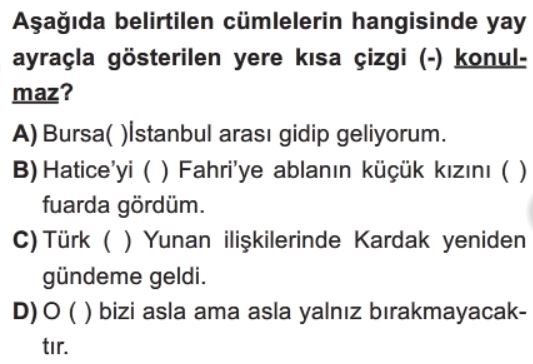 Aşağıda belirtilen cümlelerin hangisinde yay
ayraçla gösterilen yere kısa çizgi (-) konul-
maz?
A) Bursa( )İstanbul arası gidip geliyorum.
B) Hatice'yi ( ) Fahri'ye ablanın küçük kızını ( )
fuarda gördüm.
C) Türk ( ) Yunan ilişkilerinde Kardak yeniden
gündeme geldi.
D) O ( ) bizi asla ama asla yalnız bırakmayacak-
tır.